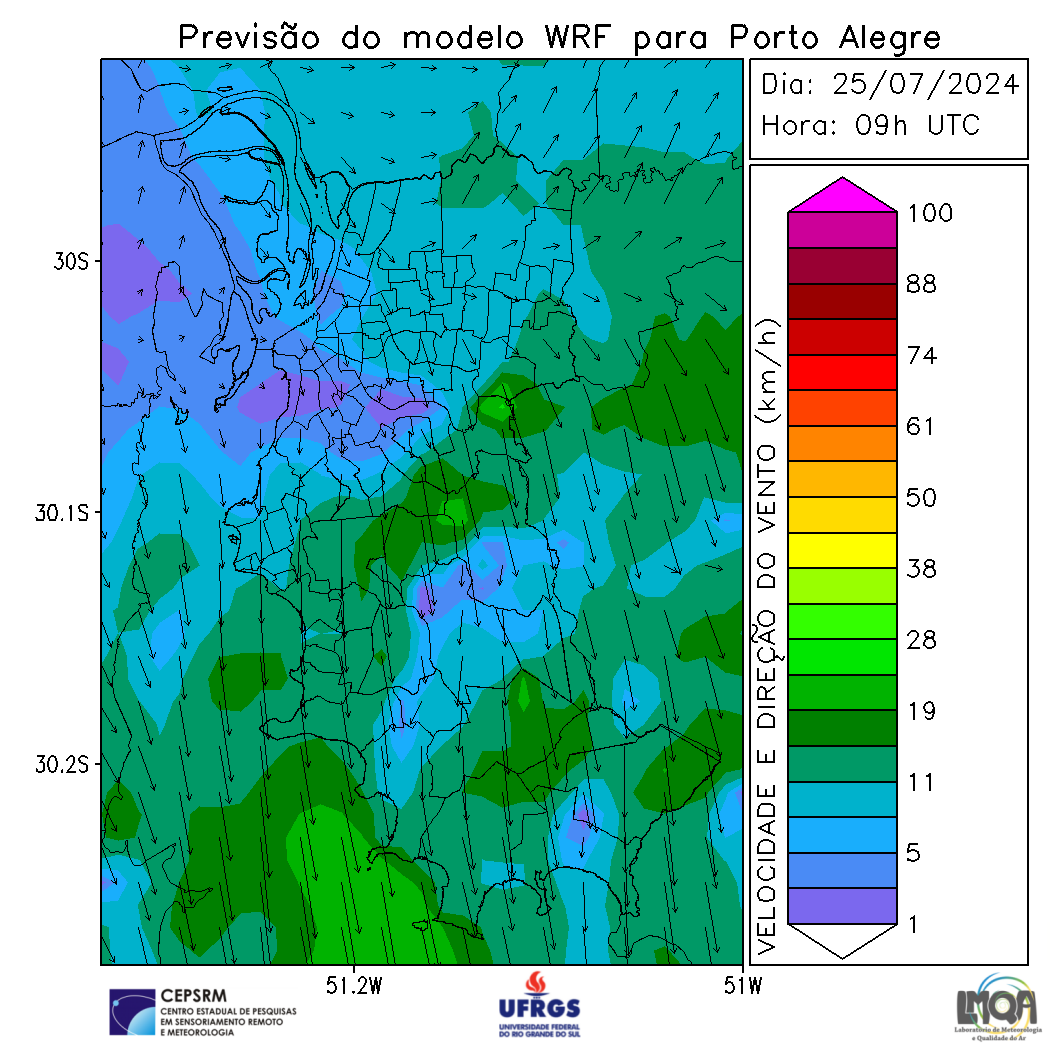 Previsão do modelo WRF para Porto Alegre
Dia: 25/07/2024
Hora: 09h UTC
30S
30.1S
30.2S
51.2W
51W
VELOCIDADE E DIREÇÃO DO VENTO (km/h)
100
88
74
61
50
38
28
19
11
5
1
CEPSRM
CENTRO ESTADUAL DE PESQUISAS
EM SENSORIAMENTO REMOTO
E METEOROLOGIA
UFRGS
UNIVERSIDADE FEDERAL
DO RIO GRANDE DO SUL
LMQA
Laboratório de Meteorologia
e Qualidade do Ar